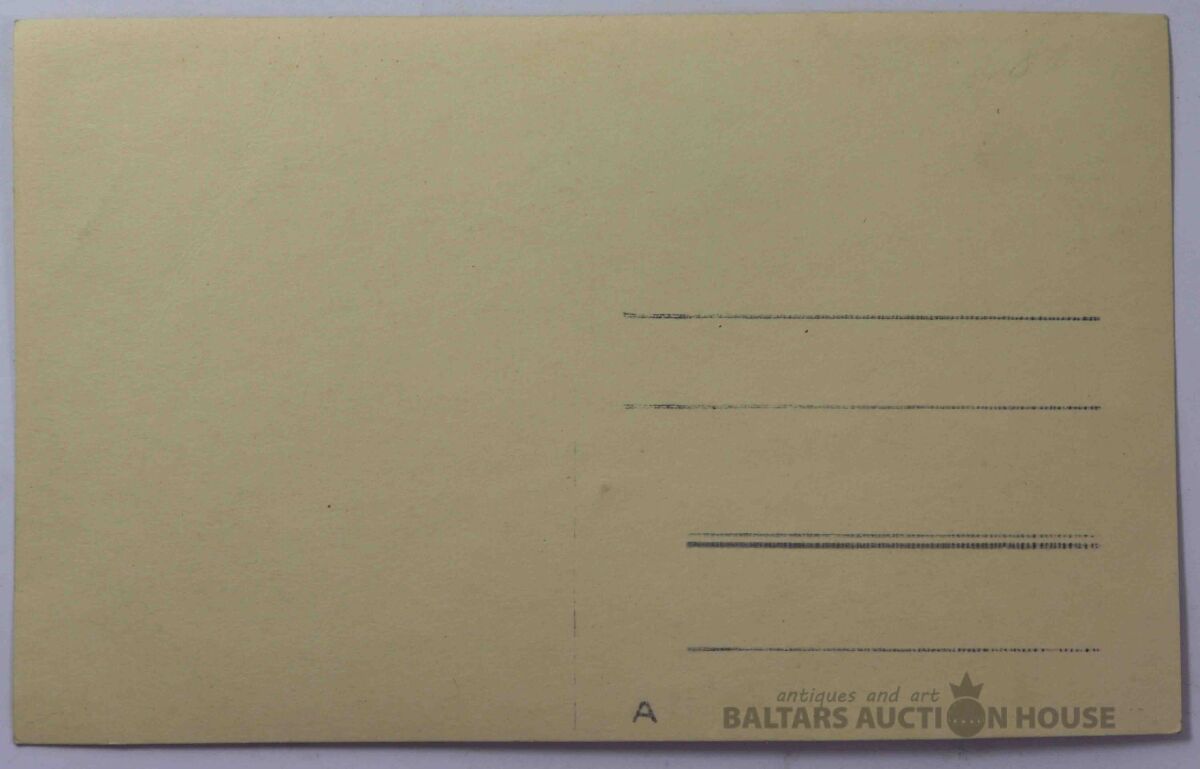 A
antiques and art
BALTARS AUCTION HOUSE